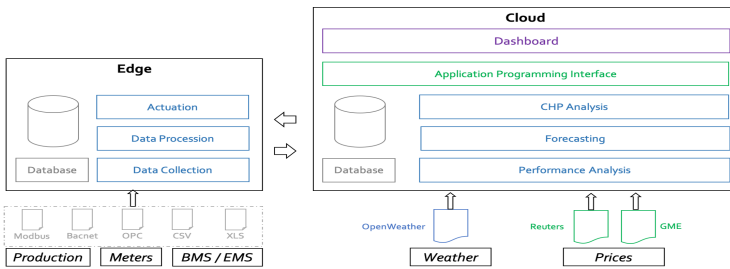 Cloud
Dashboard
Application Programming Interface
Edge
Actuation
CHP Analysis
Data Procession
Forecasting
Database
Data Collection
Database
Performance Analysis
Modbus
Bacnet
OPC
CSV
XLS
OpenWeather
Reuters
GME
Production
Meters
BMS / EMS
Weather
Prices